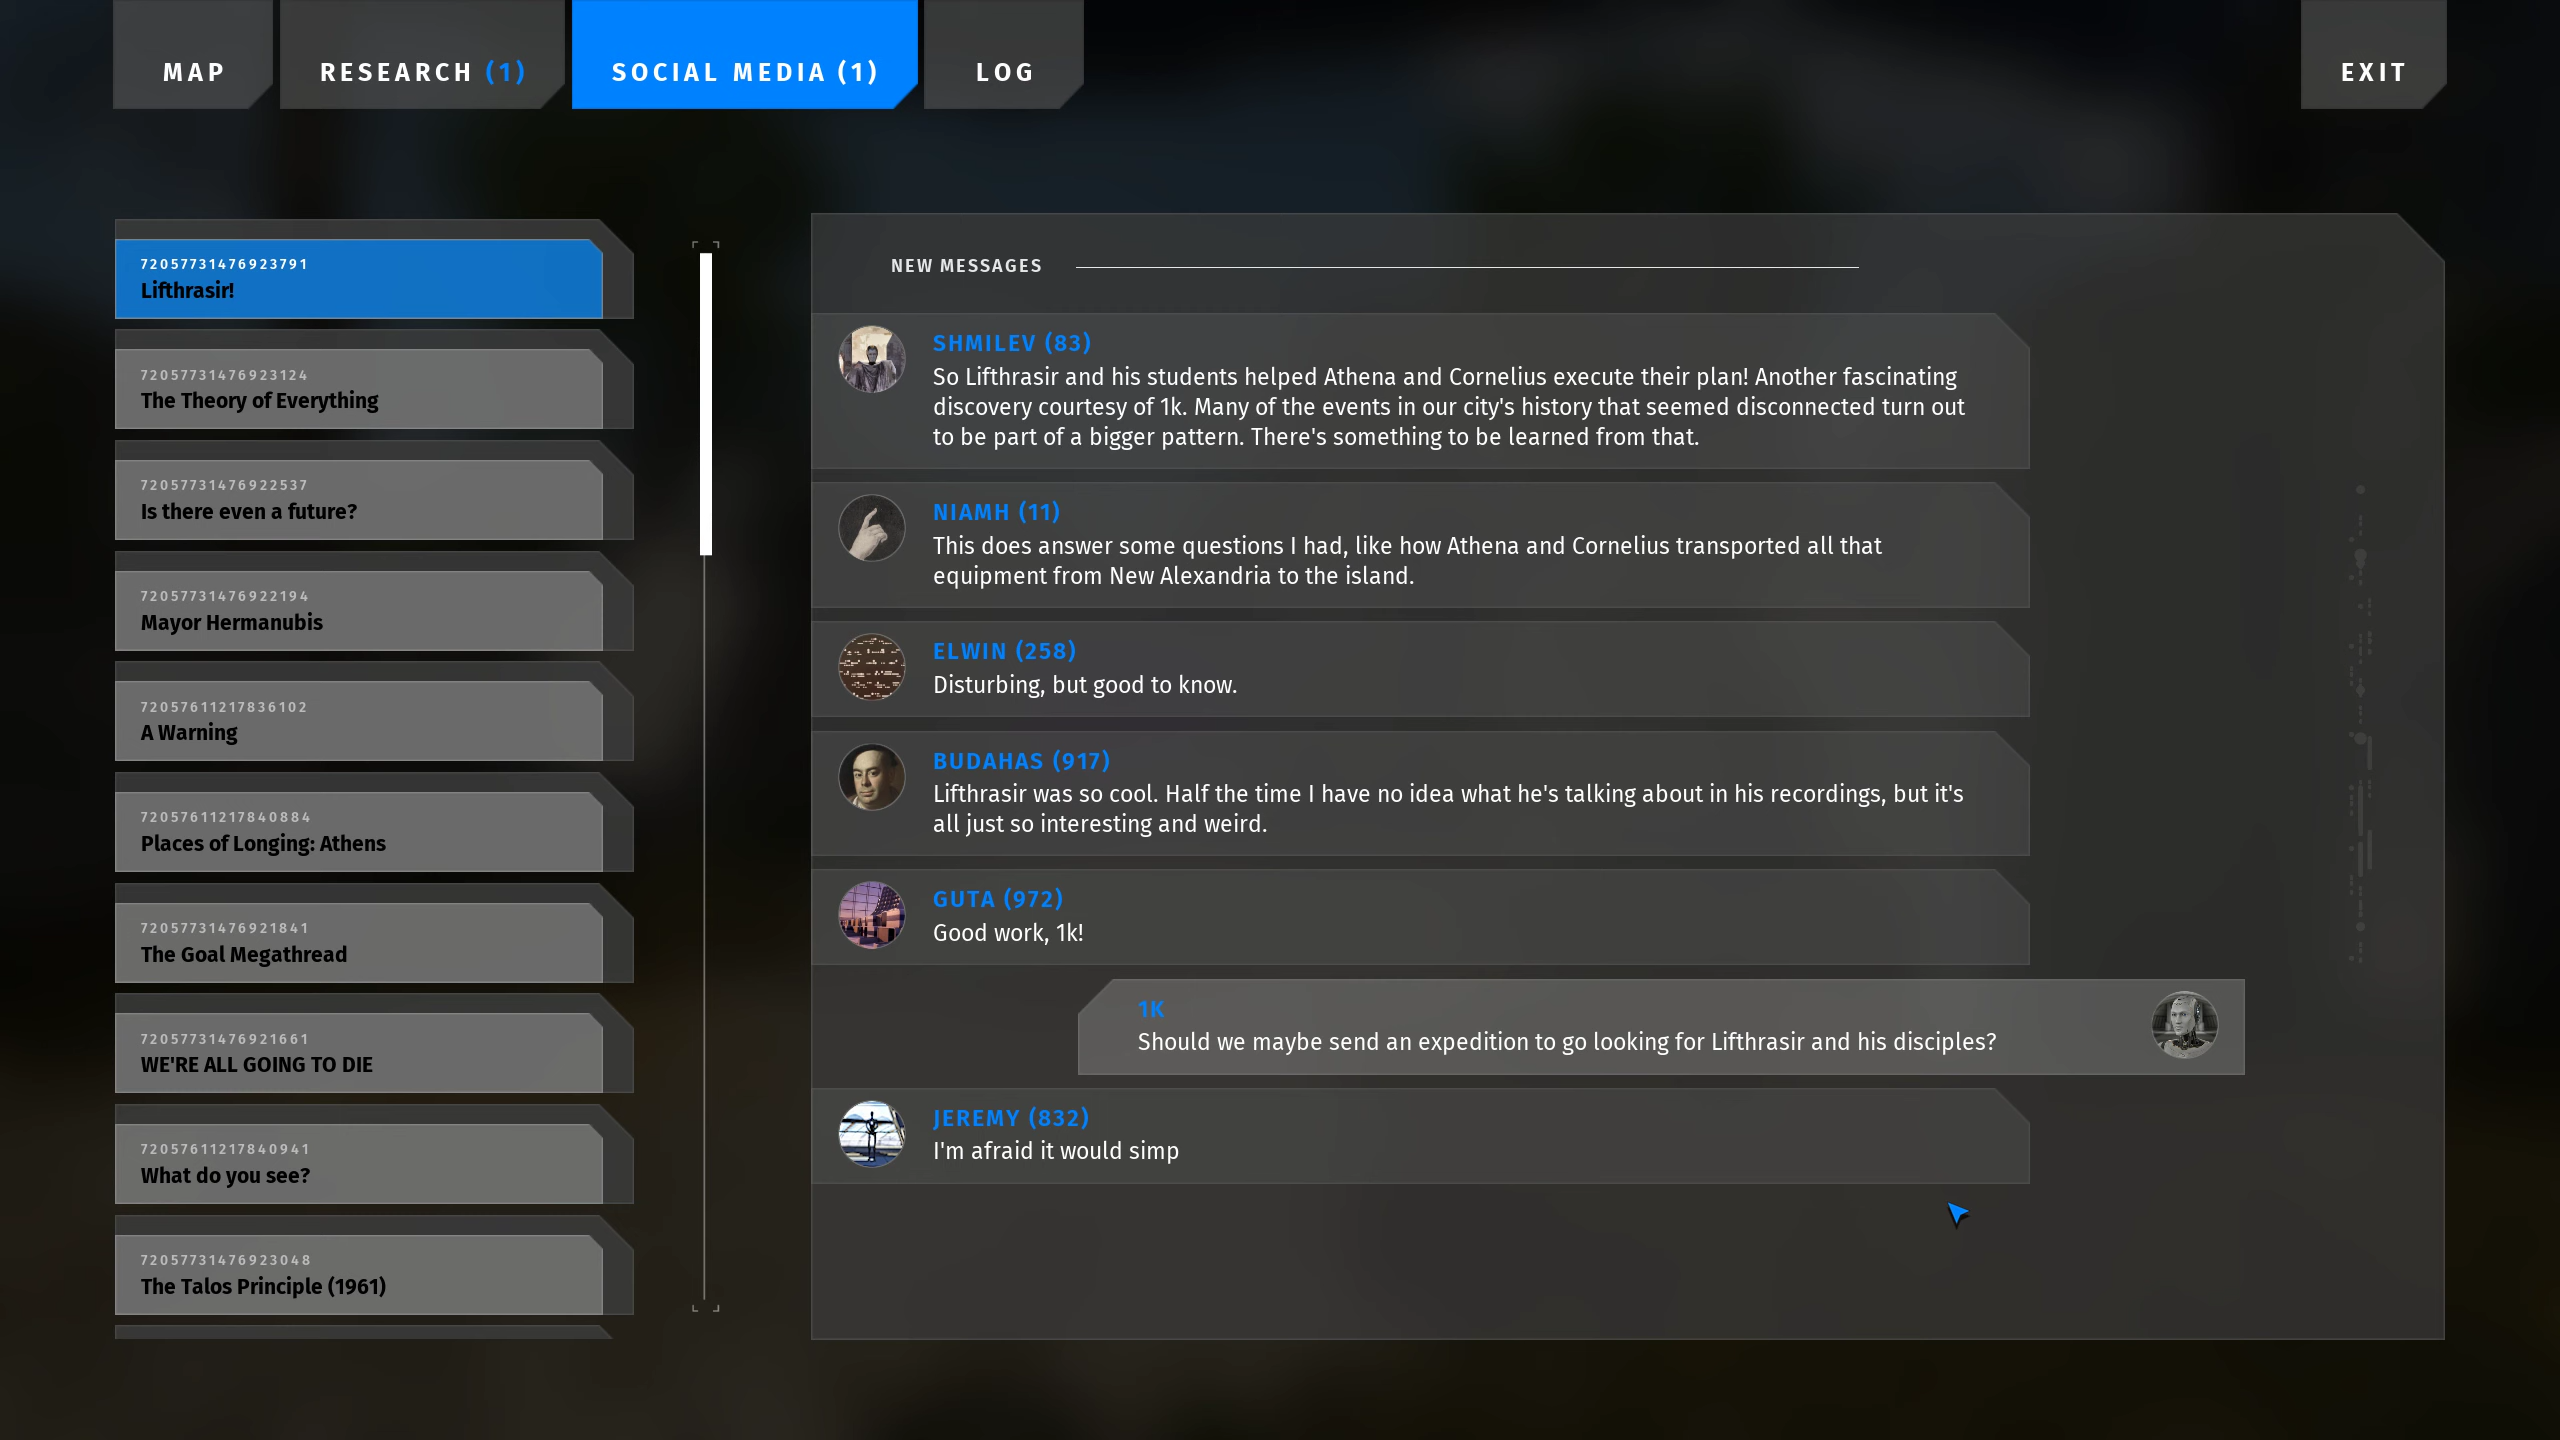 MAP
RESEARCH (1)
SOCIAL MEDIA (1)
LOG
EXIT
72057731476923791
Lifthrasir!
72057731476923124
The Theory of Everything
72057731476922537
Is there even a future?
72057731476922194
Mayor Hermanubis
72057611217836102
A Warning
72057611217840884
Places of Longing: Athens
72057731476921841
The Goal Megathread
72057731476921661
WE'RE ALL GOING TO DIE
72057611217840941
What do you see?
72057731476923048
The Talos Principle (1961)
NEW MESSAGES
SHMILEV (83)
So Lifthrasir and his students helped Athena and Cornelius execute their plan! Another fascinating
discovery courtesy of 1k. Many of the events in our city's history that seemed disconnected turn out
to be part of a bigger pattern. There's something to be learned from that.
NIAMH (11)
This does answer some questions I had, like how Athena and Cornelius transported all that
equipment from New Alexandria to the island.
ELWIN (258)
Disturbing, but good to know.
BUDAHAS (917)
Lifthrasir was so cool. Half the time I have no idea what he's talking about in his recordings, but it's
all just so interesting and weird.
GUTA (972)
Good work, 1k!
1K
Should we maybe send an expedition to go looking for Lifthrasir and his disciples?
JEREMY (832)
I'm afraid it would simp